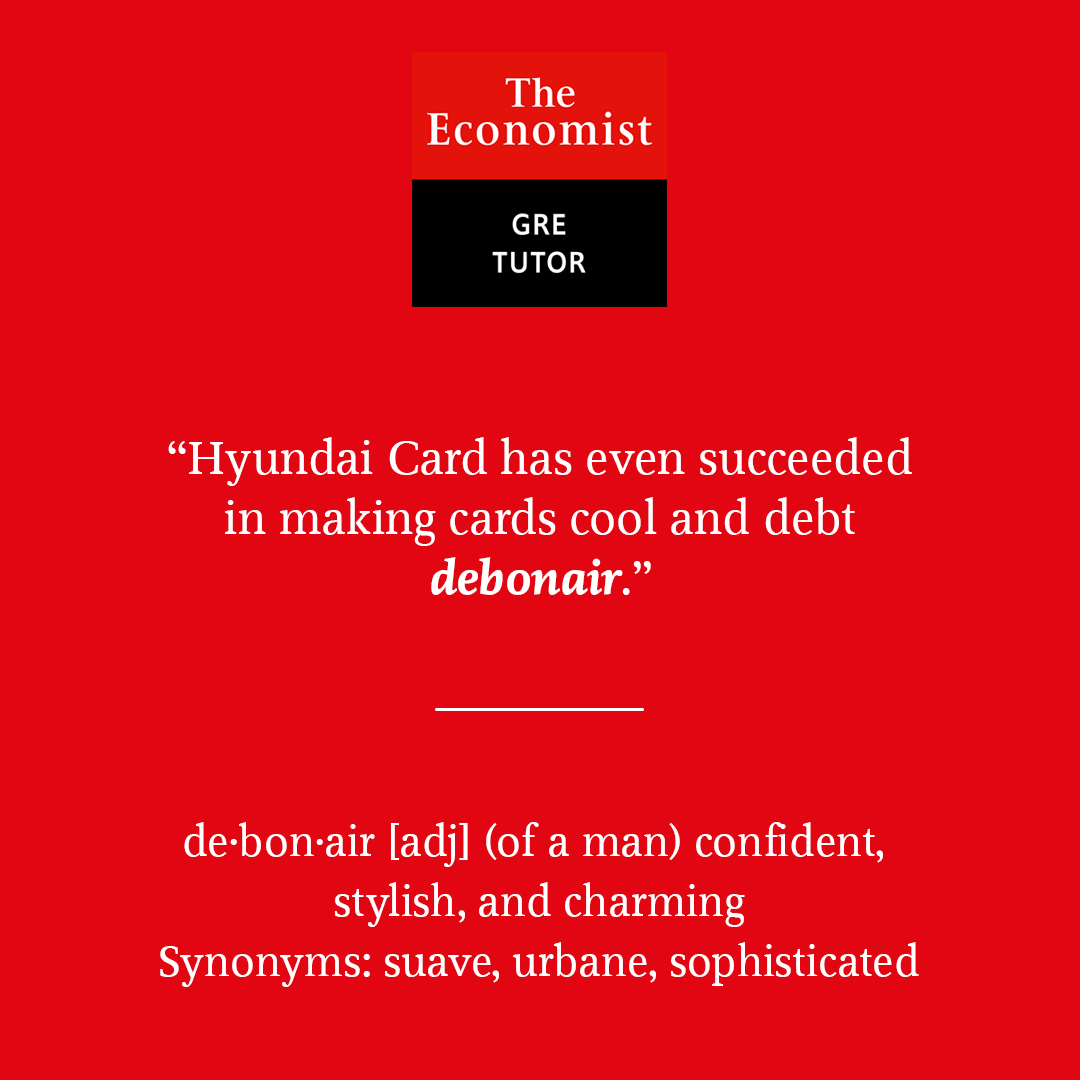 The
Economist
GRE
TUTOR
“Hyundai Card has even succeeded
in making cards cool and debt
debonair.”
de·bon·air [adj] (of a man) confident,
stylish, and charming
Synonyms: suave, urbane, sophisticated